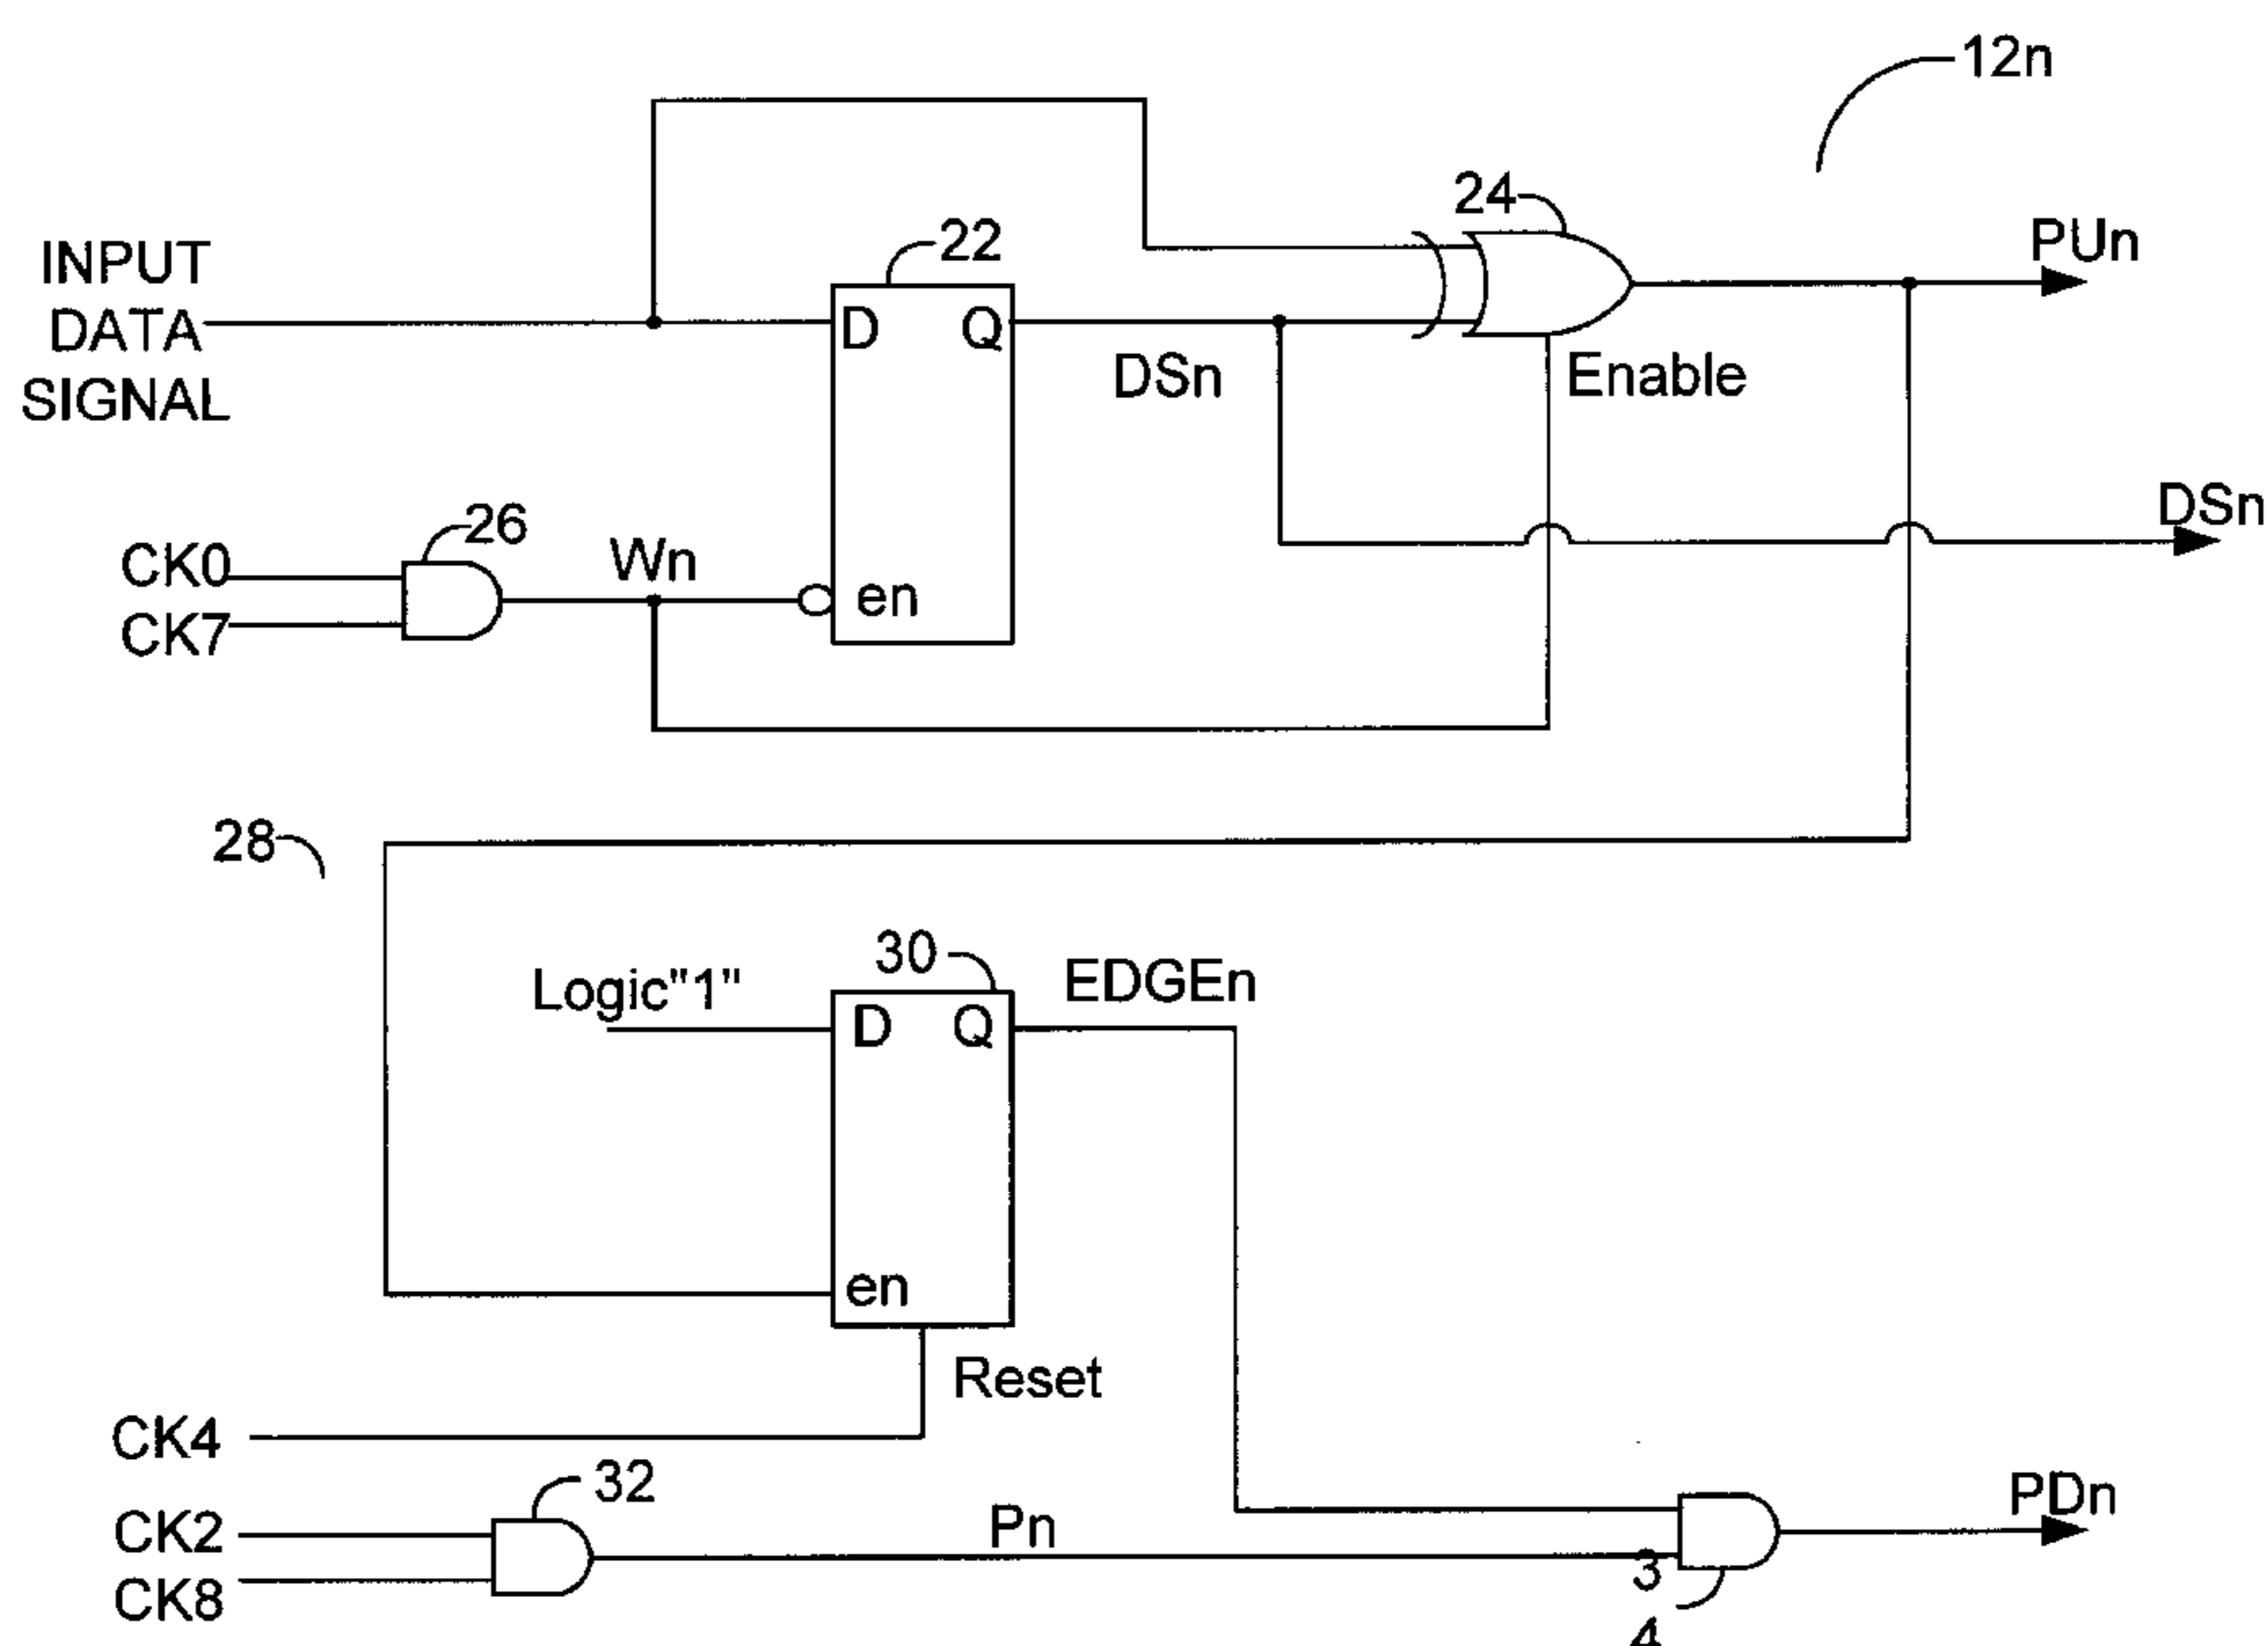 12n
24
PUn
22
INPUT
DATA
SIGNAL
D
Q
DSn
Enable
DSn
26
CK0
CK7
Wn
en
28
30
Logic"1"
EDGEn
D
Q
en
Reset
CK4
32
CK2
CK8
Pn
PDn
3
4